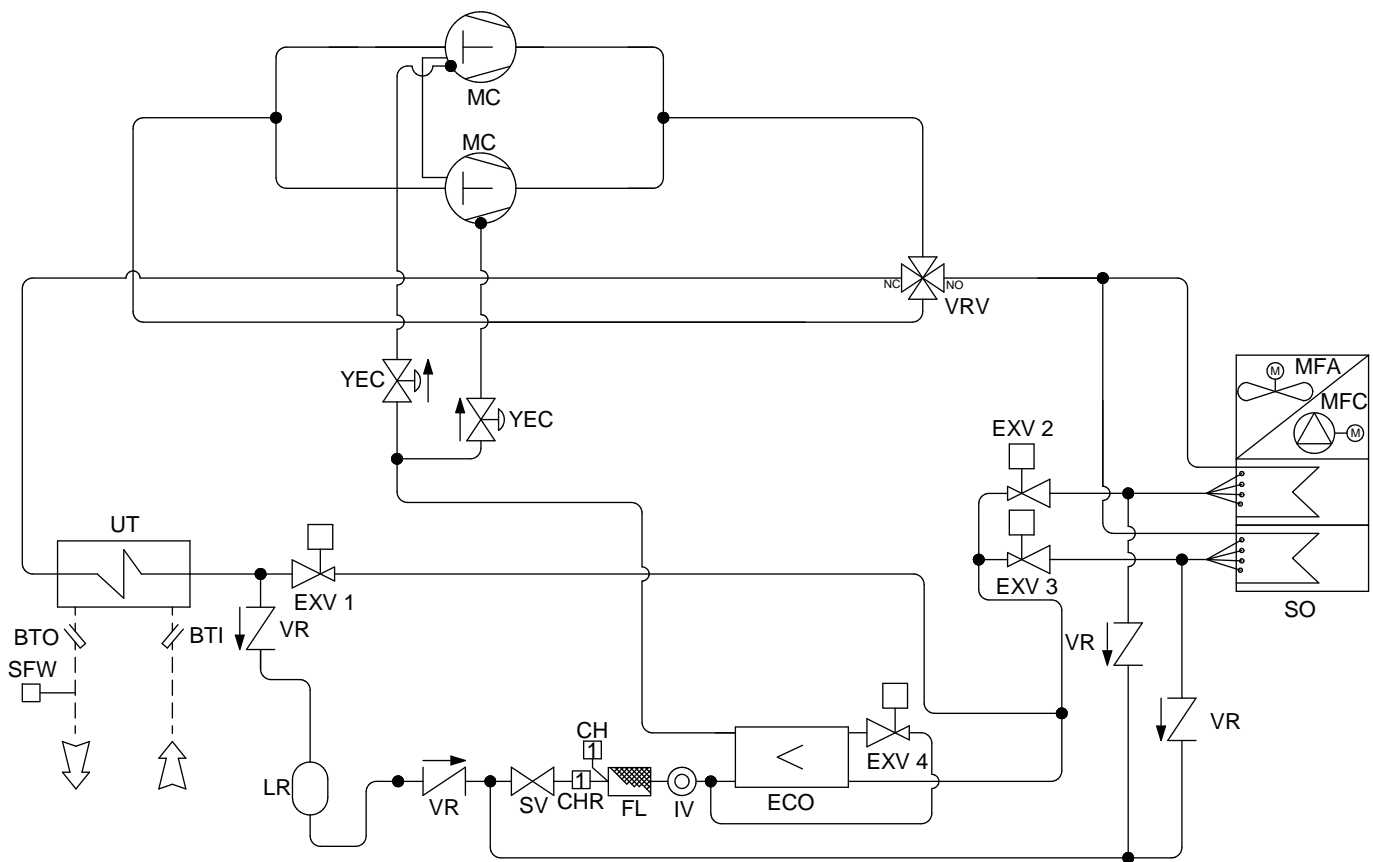 MC
MC
NC
NO
VRV
YEC
YEC
MFA
M
MFC
M
EXV 2
EXV 3
SO
UT
EXV 1
BTO
BTI
VR
SFW
VR
VR
CH
1
EXV 4
LR
VR
SV
1
CHR
FL
IV
ECO